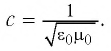 c = 1/√(ε₀μ₀).